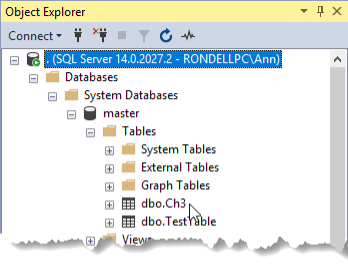 Object Explorer
Connect
. (SQL Server 14.0.2027.2 - RONDELLPC\Ann)
Databases
System Databases
master
Tables
System Tables
External Tables
Graph Tables
dbo.Ch3
dbo.TestTable
Views